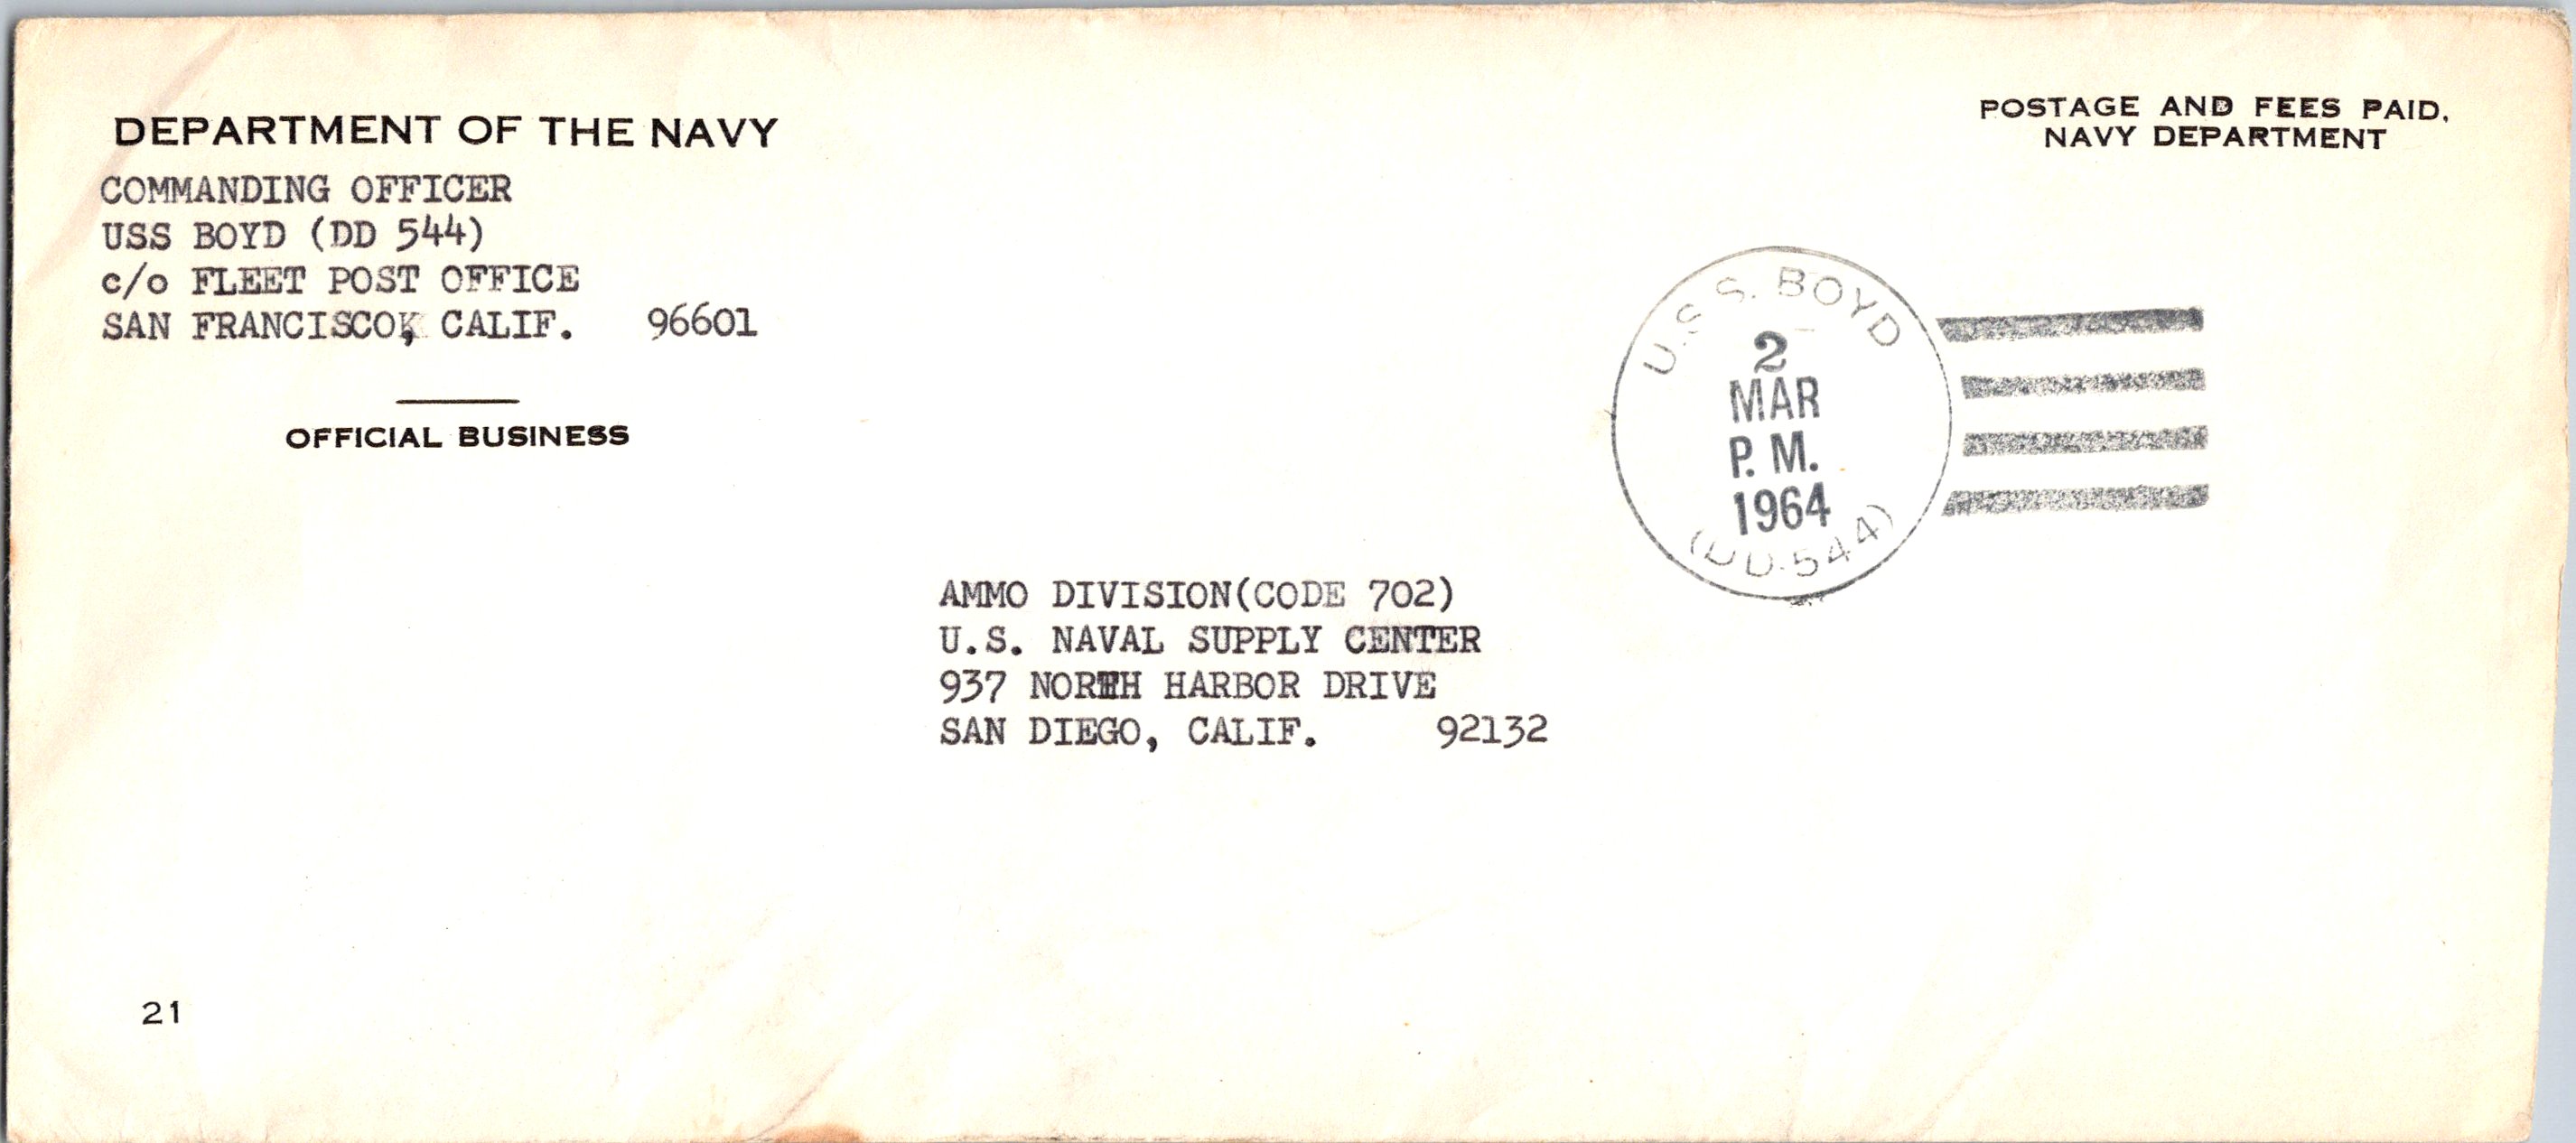 DEPARTMENT OF THE NAVY
COMMANDING OFFICER
USS BOYD (DD 544)
c/o FLEET POST OFFICE
SAN FRANCISCO, CALIF. 96601
OFFICIAL BUSINESS
POSTAGE AND FEES PAID,
NAVY DEPARTMENT
U.S.S. BOYD
2
MAR
P. M.
1964
(DD-544)
AMMO DIVISION(CODE 702)
U.S. NAVAL SUPPLY CENTER
937 NORTH HARBOR DRIVE
SAN DIEGO, CALIF. 92132
21